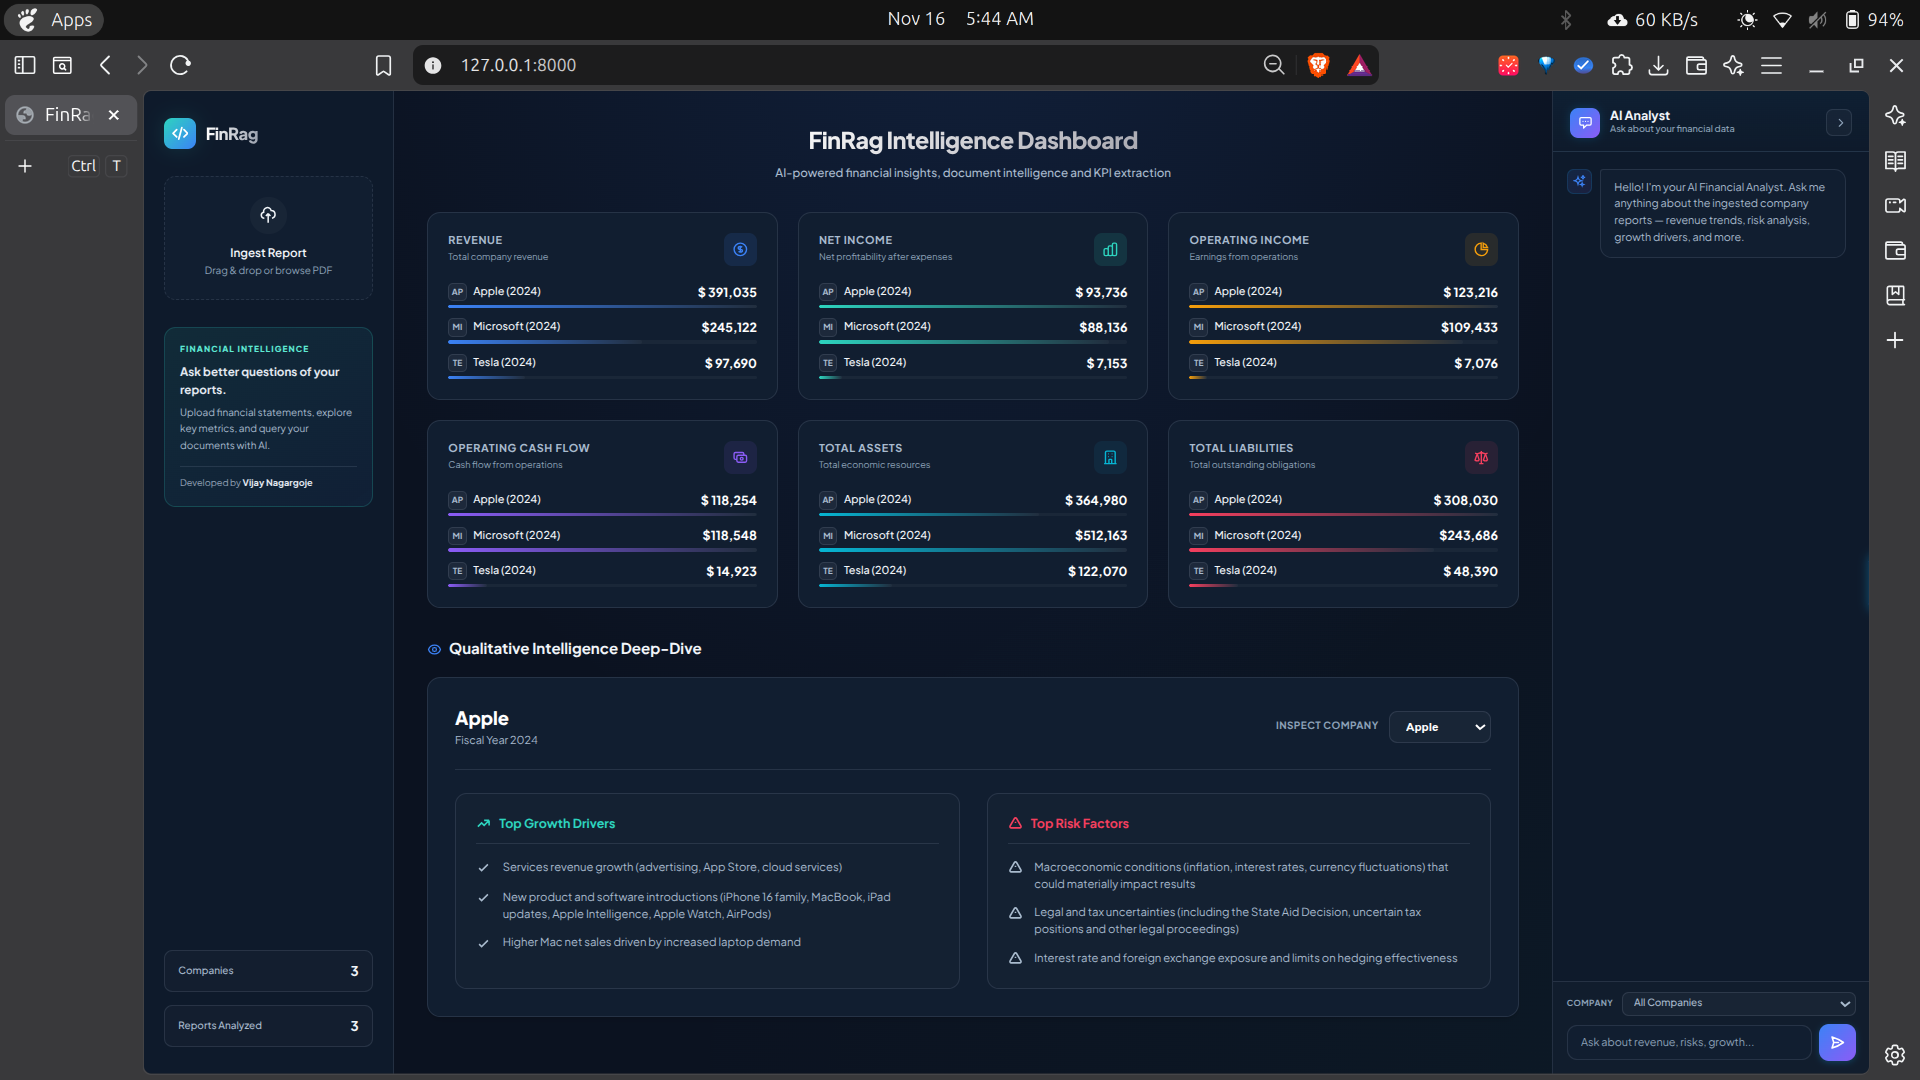 Apps
Nov 16 5:44 AM
60 KB/s
94%
127.0.0.1:8000
FinRa
Ctrl T
FinRag
Ingest Report
Drag & drop or browse PDF
FINANCIAL INTELLIGENCE
Ask better questions of your
reports.
Upload financial statements, explore
key metrics, and query your
documents with AI.
Developed by Vijay Nagargoje
Companies 3
Reports Analyzed 3
FinRag Intelligence Dashboard
AI-powered financial insights, document intelligence and KPI extraction
REVENUE
Total company revenue
AP Apple (2024) $ 391,035
MI Microsoft (2024) $245,122
TE Tesla (2024) $ 97,690
NET INCOME
Net profitability after expenses
AP Apple (2024) $ 93,736
MI Microsoft (2024) $88,136
TE Tesla (2024) $ 7,153
OPERATING INCOME
Earnings from operations
AP Apple (2024) $ 123,216
MI Microsoft (2024) $109,433
TE Tesla (2024) $ 7,076
OPERATING CASH FLOW
Cash flow from operations
AP Apple (2024) $ 118,254
MI Microsoft (2024) $118,548
TE Tesla (2024) $ 14,923
TOTAL ASSETS
Total economic resources
AP Apple (2024) $ 364,980
MI Microsoft (2024) $512,163
TE Tesla (2024) $ 122,070
TOTAL LIABILITIES
Total outstanding obligations
AP Apple (2024) $ 308,030
MI Microsoft (2024) $243,686
TE Tesla (2024) $ 48,390
Qualitative Intelligence Deep-Dive
Apple
Fiscal Year 2024
INSPECT COMPANY Apple
Top Growth Drivers
Services revenue growth (advertising, App Store, cloud services)
New product and software introductions (iPhone 16 family, MacBook, iPad
updates, Apple Intelligence, Apple Watch, AirPods)
Higher Mac net sales driven by increased laptop demand
Top Risk Factors
Macroeconomic conditions (inflation, interest rates, currency fluctuations) that
could materially impact results
Legal and tax uncertainties (including the State Aid Decision, uncertain tax
positions and other legal proceedings)
Interest rate and foreign exchange exposure and limits on hedging effectiveness
AI Analyst
Ask about your financial data
Hello! I'm your AI Financial Analyst. Ask me
anything about the ingested company
reports — revenue trends, risk analysis,
growth drivers, and more.
COMPANY All Companies
Ask about revenue, risks, growth...